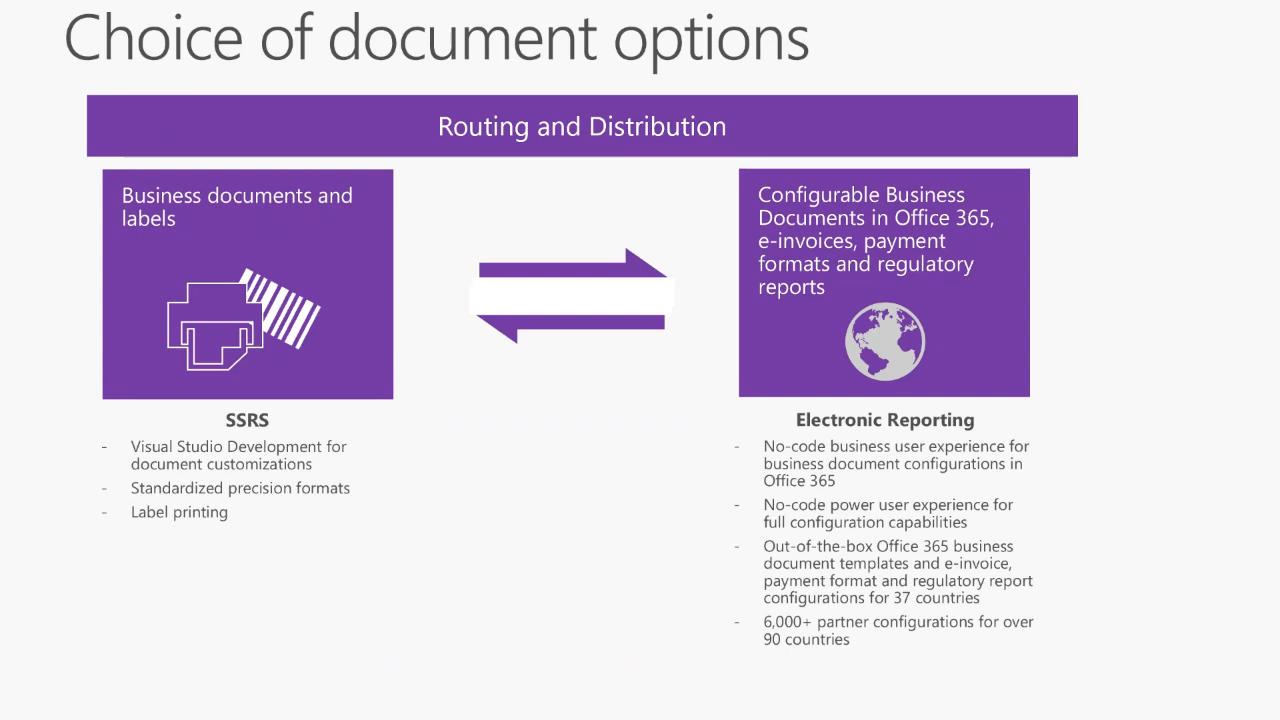 Choice of document options
Routing and Distribution
Business documents and
labels
Configurable Business
Documents in Office 365,
e-invoices, payment
formats and regulatory
reports
SSRS
- Visual Studio Development for
document customizations
- Standardized precision formats
- Label printing
Electronic Reporting
- No-code business user experience for
business document configurations in
Office 365
- No-code power user experience for
full configuration capabilities
- Out-of-the-box Office 365 business
document templates and e-invoice,
payment format and regulatory report
configurations for 37 countries
- 6,000+ partner configurations for over
90 countries